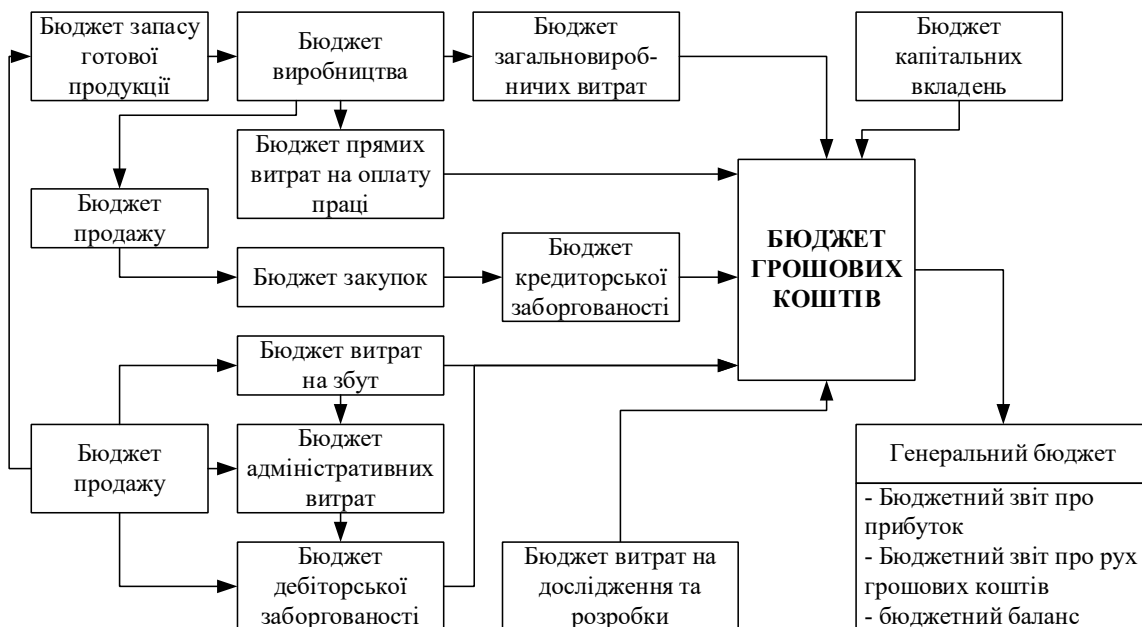 Бюджет запасу
готової
продукції
Бюджет
виробництва
Бюджет
загальновироб-
ничих витрат
Бюджет
капітальних
вкладень
Бюджет прямих
витрат на оплату
праці
Бюджет
продажу
Бюджет закупок
Бюджет
кредиторської
заборгованості
БЮДЖЕТ
ГРОШОВИХ
КОШТІВ
Бюджет витрат
на збут
Бюджет
продажу
Бюджет
адміністративних
витрат
Бюджет
дебіторської
заборгованості
Бюджет витрат на
дослідження та
розробки
Генеральний бюджет
- Бюджетний звіт про
прибуток
- Бюджетний звіт про рух
грошових коштів
- бюджетний баланс